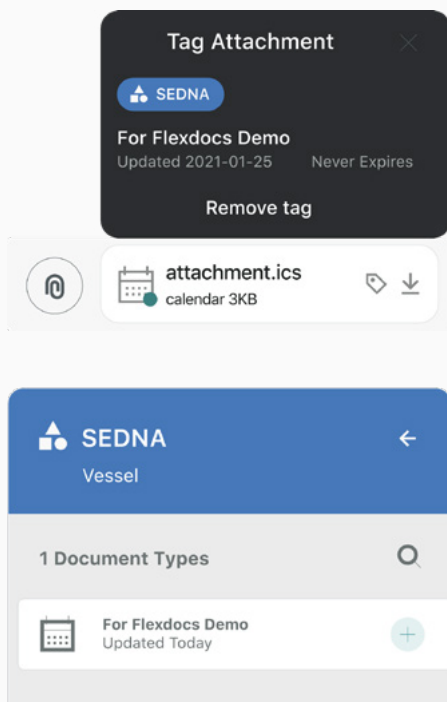 Tag Attachment
SEDNA
For Flexdocs Demo
Updated 2021-01-25 Never Expires
Remove tag
attachment.ics
calendar 3KB
SEDNA
Vessel
1 Document Types
For Flexdocs Demo
Updated Today